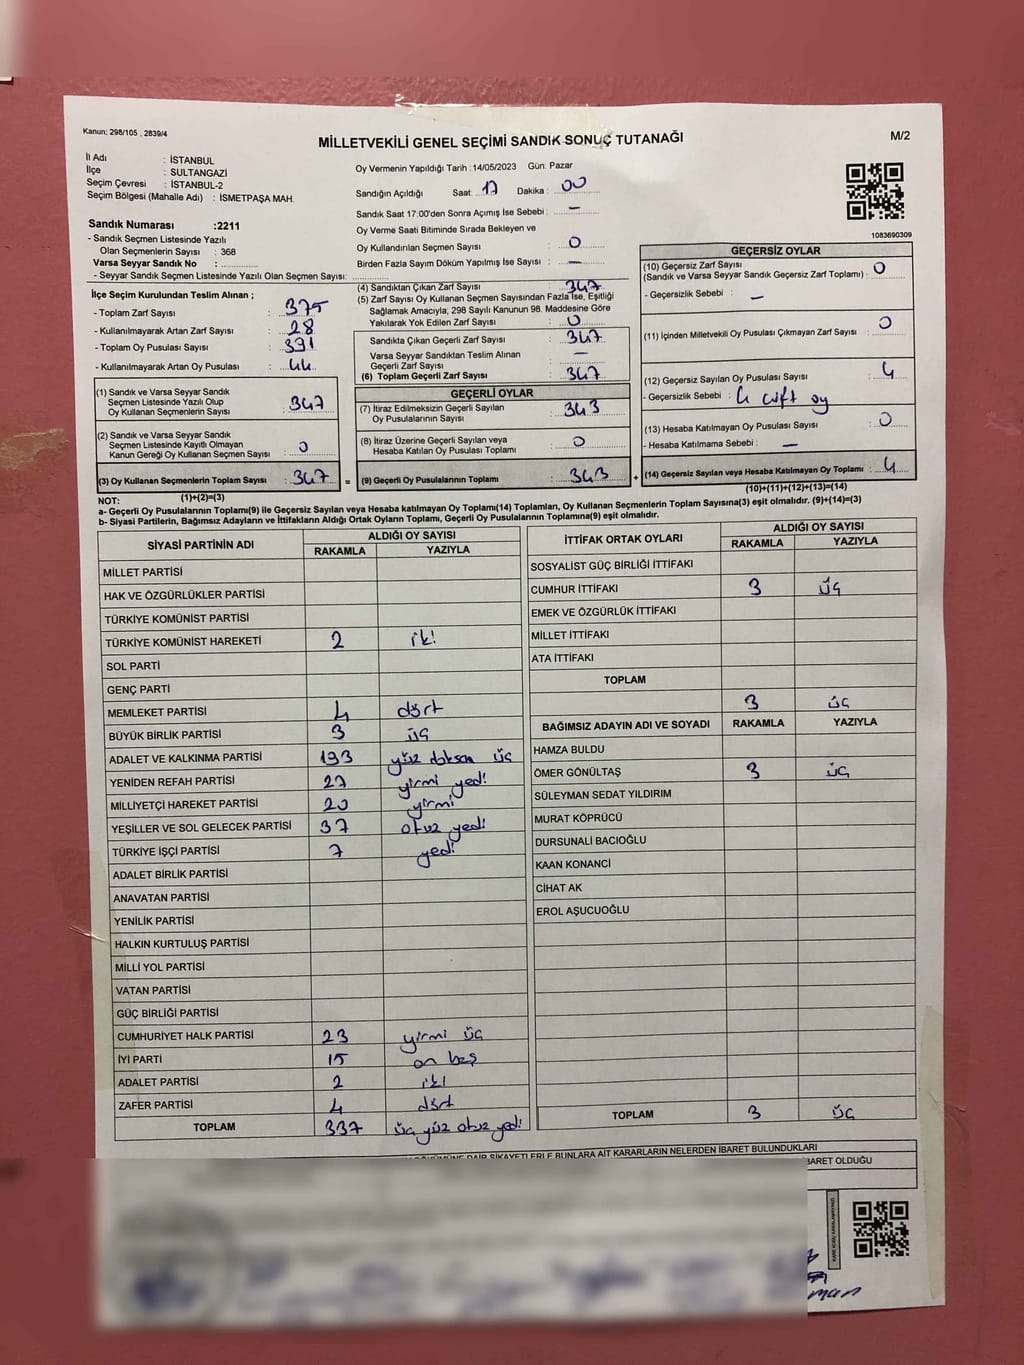 Kanun; 298/105 , 2839/4
MİLLETVEKİLİ GENEL SEÇİMİ SANDIK SONUÇ TUTANAĞI
M/2
İl Adı : İSTANBUL
İlçe : SULTANGAZİ
Seçim Çevresi : İSTANBUL-2
Seçim Bölgesi (Mahalle Adı) : İSMETPAŞA MAH.
Sandık Numarası :2211
- Sandık Seçmen Listesinde Yazılı
Olan Seçmenlerin Sayısı : 368
Varsa Seyyar Sandık No :
- Seyyar Sandık Seçmen Listesinde Yazılı Olan Seçmen Sayısı:
Oy Vermenin Yapıldığı Tarih :14/05/2023 Gün: Pazar
Sandığın Açıldığı Saat: 17 Dakika : 00
Sandık Saat 17:00'den Sonra Açımış İse Sebebi : —
Oy Verme Saati Bitiminde Sırada Bekleyen ve
Oy Kullandırılan Seçmen Sayısı : 0
Birden Fazla Sayım Döküm Yapılmış İse Sayısı : —
1083690309
İlçe Seçim Kurulundan Teslim Alınan ;
- Toplam Zarf Sayısı : 375
- Kullanılmayarak Artan Zarf Sayısı : 28
- Toplam Oy Pusulası Sayısı : 391
- Kullanılmayarak Artan Oy Pusulası : 44
(1) Sandık ve Varsa Seyyar Sandık
Seçmen Listesinde Yazılı Olup
Oy Kullanan Seçmenlerin Sayısı : 347
(2) Sandık ve Varsa Seyyar Sandık
Seçmen Listesinde Kayıtlı Olmayan
Kanun Gereği Oy Kullanan Seçmen Sayısı : 0
(3) Oy Kullanan Seçmenlerin Toplam Sayısı : 347
(1)+(2)=(3)
(4) Sandıktan Çıkan Zarf Sayısı : 347
(5) Zarf Sayısı Oy Kullanan Seçmen Sayısından Fazla İse, Eşitliği
Sağlamak Amacıyla; 298 Sayılı Kanunun 98. Maddesine Göre
Yakılarak Yok Edilen Zarf Sayısı : 0
Sandıkta Çıkan Geçerli Zarf Sayısı : 347
Varsa Seyyar Sandıktan Teslim Alınan
Geçerli Zarf Sayısı : —
(6) Toplam Geçerli Zarf Sayısı : 347
GEÇERLİ OYLAR
(7) İtiraz Edilmeksizin Geçerli Sayılan
Oy Pusulalarının Sayısı : 343
(8) İtiraz Üzerine Geçerli Sayılan veya
Hesaba Katılan Oy Pusulası Toplamı : 0
= (9) Geçerli Oy Pusulalarının Toplamı : 343
GEÇERSİZ OYLAR
(10) Geçersiz Zarf Sayısı
(Sandık ve Varsa Seyyar Sandık Geçersiz Zarf Toplamı) : 0
- Geçersizlik Sebebi : —
(11) İçinden Milletvekili Oy Pusulası Çıkmayan Zarf Sayısı : 0
(12) Geçersiz Sayılan Oy Pusulası Sayısı : 4
- Geçersizlik Sebebi : 4 çift oy
(13) Hesaba Katılmayan Oy Pusulası Sayısı : 0
- Hesaba Katılmama Sebebi : —
+ (14) Geçersiz Sayılan veya Hesaba Katılmayan Oy Toplamı : 4
(10)+(11)+(12)+(13)=(14)
NOT:
a- Geçerli Oy Pusulalarının Toplamı(9) ile Geçersiz Sayılan veya Hesaba katılmayan Oy Toplamı(14) Toplamları, Oy Kullanan Seçmenlerin Toplam Sayısına(3) eşit olmalıdır. (9)+(14)=(3)
b- Siyasi Partilerin, Bağımsız Adayların ve İttifakların Aldığı Ortak Oyların Toplamı, Geçerli Oy Pusulalarının Toplamına(9) eşit olmalıdır.
SİYASİ PARTİNİN ADI ALDIĞI OY SAYISI
RAKAMLA YAZIYLA
MİLLET PARTİSİ
HAK VE ÖZGÜRLÜKLER PARTİSİ
TÜRKİYE KOMÜNİST PARTİSİ
TÜRKİYE KOMÜNİST HAREKETİ 2 iki
SOL PARTİ
GENÇ PARTİ
MEMLEKET PARTİSİ 4 dört
BÜYÜK BİRLİK PARTİSİ 3 üç
ADALET VE KALKINMA PARTİSİ 193 yüz doksan üç
YENİDEN REFAH PARTİSİ 27 yirmi yedi
MİLLİYETÇİ HAREKET PARTİSİ 20 yirmi
YEŞİLLER VE SOL GELECEK PARTİSİ 37 otuz yedi
TÜRKİYE İŞÇİ PARTİSİ 7 yedi
ADALET BİRLİK PARTİSİ
ANAVATAN PARTİSİ
YENİLİK PARTİSİ
HALKIN KURTULUŞ PARTİSİ
MİLLİ YOL PARTİSİ
VATAN PARTİSİ
GÜÇ BİRLİĞİ PARTİSİ
CUMHURİYET HALK PARTİSİ 23 yirmi üç
İYİ PARTİ 15 on beş
ADALET PARTİSİ 2 iki
ZAFER PARTİSİ 4 dört
TOPLAM 337 üç yüz otuz yedi
İTTİFAK ORTAK OYLARI ALDIĞI OY SAYISI
RAKAMLA YAZIYLA
SOSYALİST GÜÇ BİRLİĞİ İTTİFAKI
CUMHUR İTTİFAKI 3 üç
EMEK VE ÖZGÜRLÜK İTTİFAKI
MİLLET İTTİFAKI
ATA İTTİFAKI
TOPLAM
3 üç
BAĞIMSIZ ADAYIN ADI VE SOYADI RAKAMLA YAZIYLA
HAMZA BULDU
ÖMER GÖNÜLTAŞ 3 üç
SÜLEYMAN SEDAT YILDIRIM
MURAT KÖPRÜCÜ
DURSUNALİ BACIOĞLU
KAAN KONANCİ
CİHAT AK
EROL AŞUCUOĞLU
TOPLAM 3 üç
DAİR ŞİKAYETLERLE BUNLARA AİT KARARLARIN NELERDEN İBARET BULUNDUKLARI
İBARET OLDUĞU